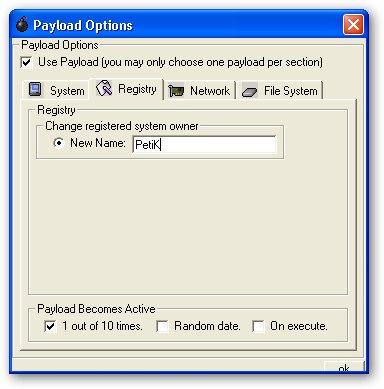 Payload Options
Payload Options
Use Payload (you may only choose one payload per section)
System Registry Network File System
Registry
Change registered system owner
New Name: PetiK
Payload Becomes Active
1 out of 10 times. Random date. On execute.
ok